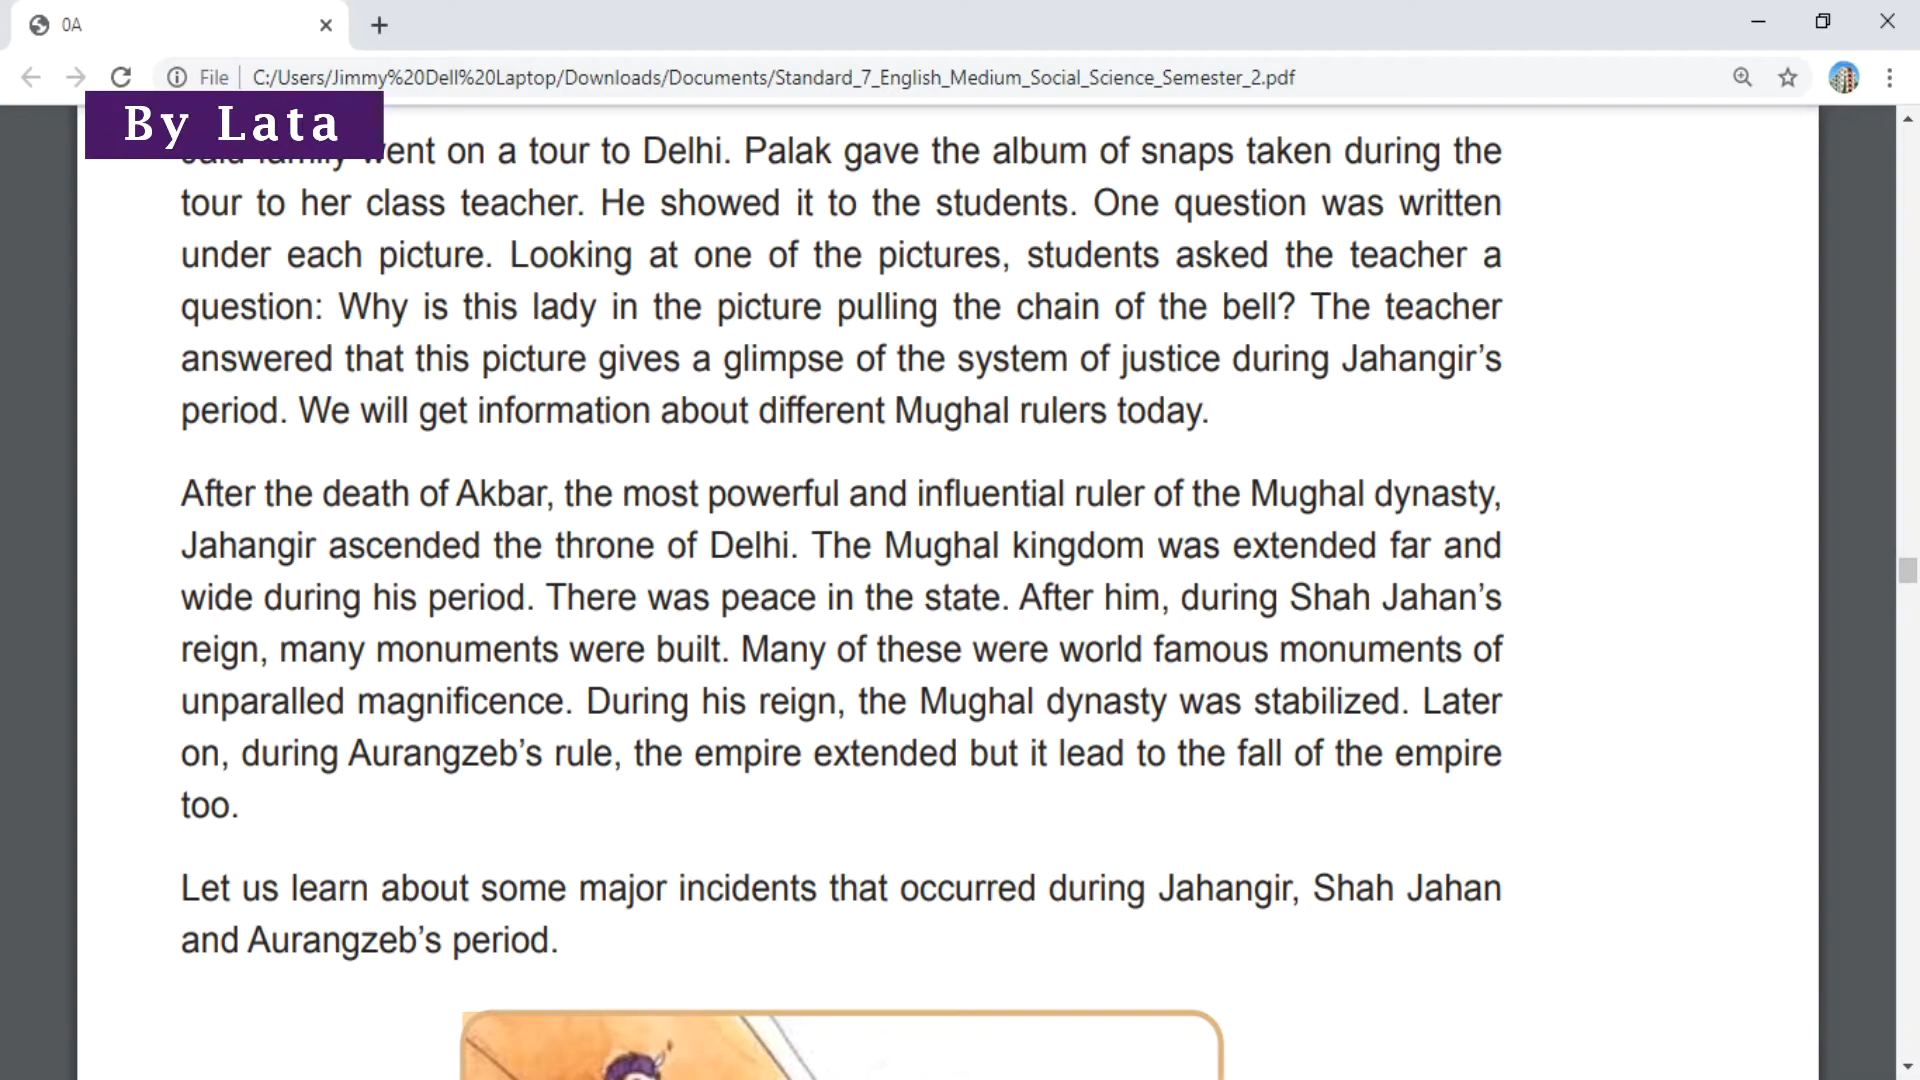 0A
File
C:/Users/Jimmy%20Dell%20Laptop/Downloads/Documents/Standard_7_English_Medium_Social_Science_Semester_2.pdf
By Lata
went on a tour to Delhi. Palak gave the album of snaps taken during the
tour to her class teacher. He showed it to the students. One question was written
under each picture. Looking at one of the pictures, students asked the teacher a
question: Why is this lady in the picture pulling the chain of the bell? The teacher
answered that this picture gives a glimpse of the system of justice during Jahangir’s
period. We will get information about different Mughal rulers today.
After the death of Akbar, the most powerful and influential ruler of the Mughal dynasty,
Jahangir ascended the throne of Delhi. The Mughal kingdom was extended far and
wide during his period. There was peace in the state. After him, during Shah Jahan’s
reign, many monuments were built. Many of these were world famous monuments of
unparalled magnificence. During his reign, the Mughal dynasty was stabilized. Later
on, during Aurangzeb’s rule, the empire extended but it lead to the fall of the empire
too.
Let us learn about some major incidents that occurred during Jahangir, Shah Jahan
and Aurangzeb’s period.